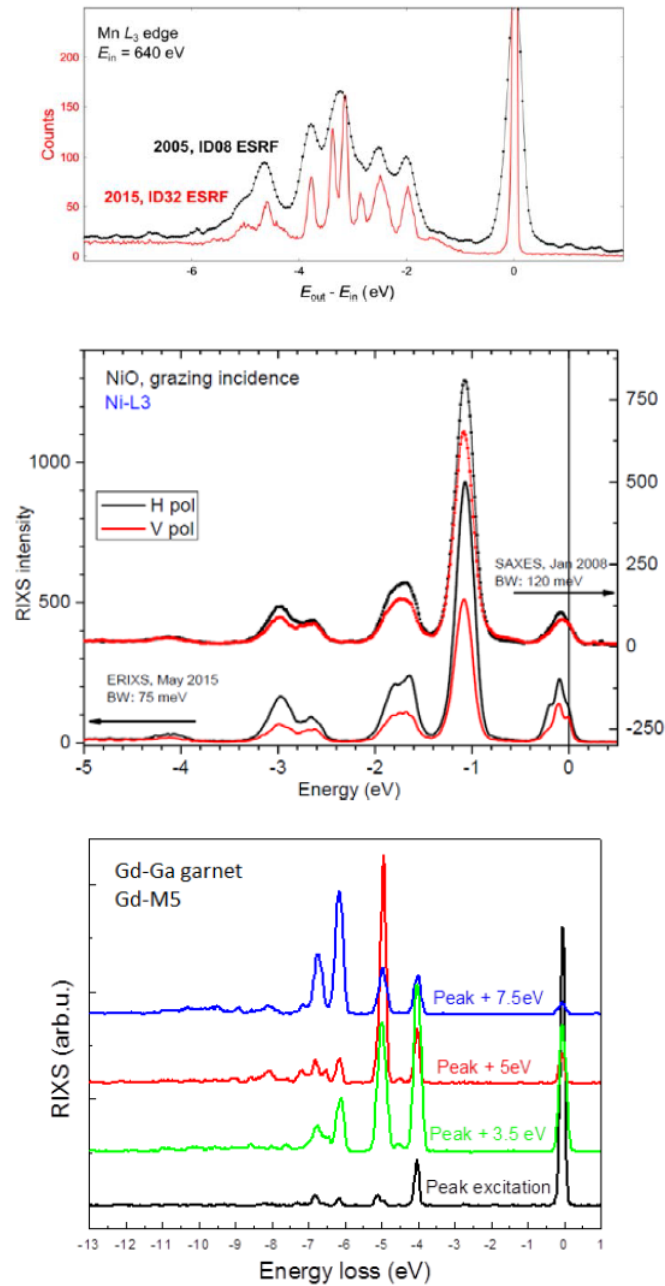 Mn L3 edge
Ein = 640 eV
200
150
100
50
0
Counts
2005, ID08 ESRF
2015, ID32 ESRF
-6
-4
-2
0
Eout - Ein (eV)
NiO, grazing incidence
Ni-L3
H pol
V pol
1000
500
0
RIXS intensity
750
500
250
0
-250
SAXES, Jan 2008
BW: 120 meV
ERIXS, May 2015
BW: 75 meV
-5
-4
-3
-2
-1
0
Energy (eV)
Gd-Ga garnet
Gd-M5
RIXS (arb.u.)
Peak + 7.5eV
Peak + 5eV
Peak + 3.5 eV
Peak excitation
-13 -12 -11 -10 -9 -8 -7 -6 -5 -4 -3 -2 -1 0 1
Energy loss (eV)